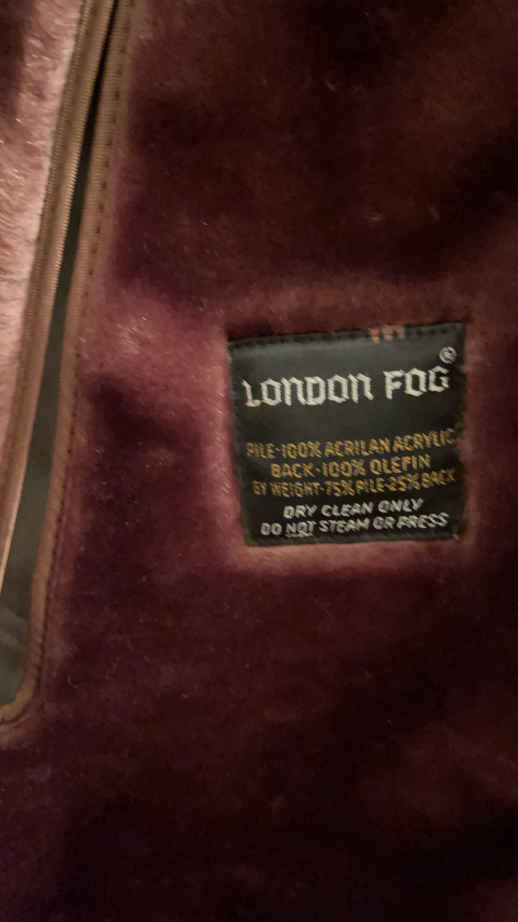 LONDON FOG®
PILE-100% ACRILAN ACRYLIC
BACK-100% OLEFIN
BY WEIGHT-75% PILE-25% BACK
DRY CLEAN ONLY
DO NOT STEAM OR PRESS